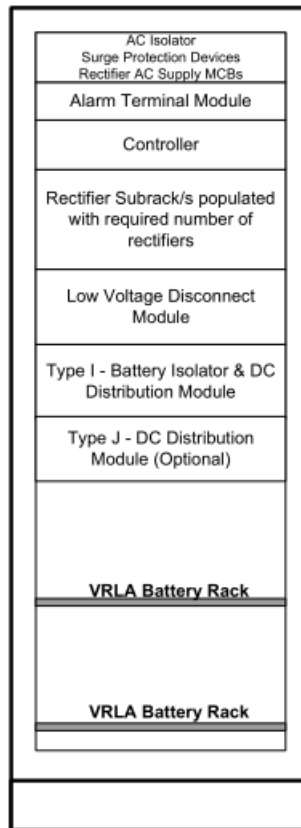 AC Isolator
Surge Protection Devices
Rectifier AC Supply MCBs
Alarm Terminal Module
Controller
Rectifier Subrack/s populated
with required number of
rectifiers
Low Voltage Disconnect
Module
Type I - Battery Isolator & DC
Distribution Module
Type J - DC Distribution
Module (Optional)
VRLA Battery Rack
VRLA Battery Rack